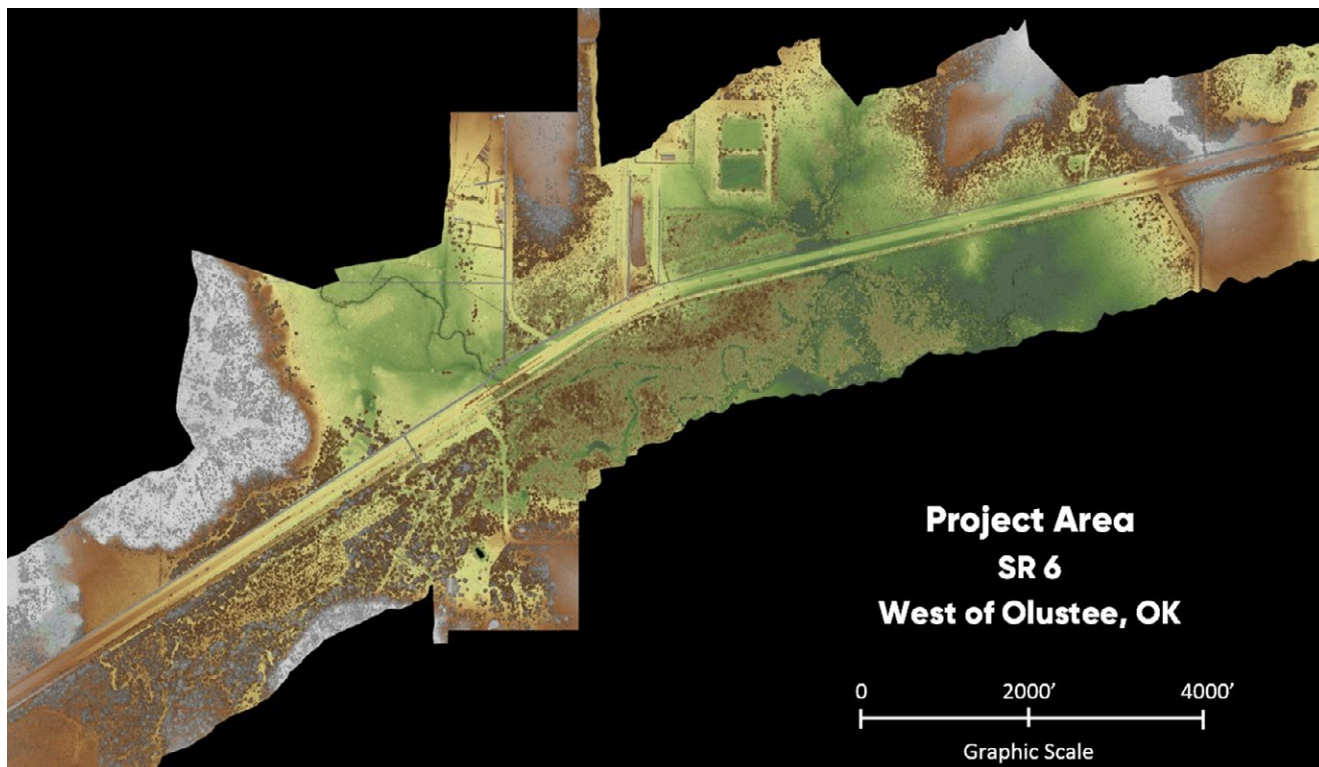 Project Area
SR 6
West of Olustee, OK
0 2000’ 4000’
Graphic Scale